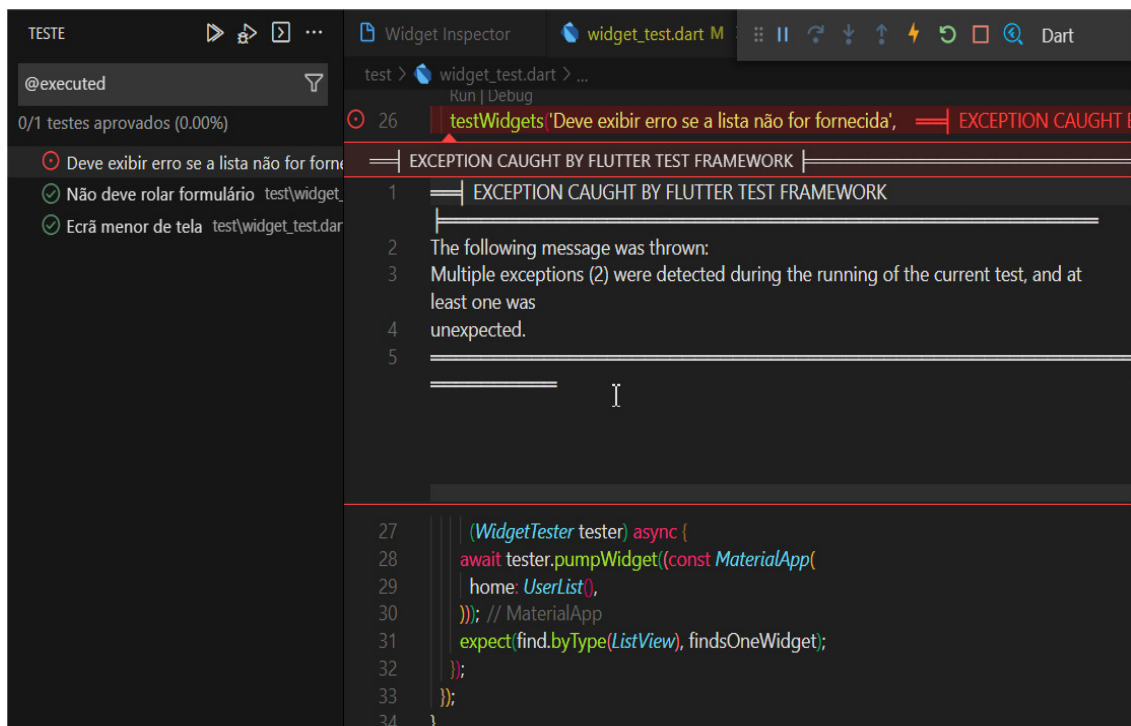 TESTE
Widget Inspector
widget_test.dart M
Dart
@executed
test > widget_test.dart > ...
0/1 testes aprovados (0.00%)
Run | Debug
26 testWidgets('Deve exibir erro se a lista não for fornecida', ══╡ EXCEPTION CAUGHT
Deve exibir erro se a lista não for
══╡ EXCEPTION CAUGHT BY FLUTTER TEST FRAMEWORK ╞══
Não deve rolar formulário test\widget_
1 ══╡ EXCEPTION CAUGHT BY FLUTTER TEST FRAMEWORK
Ecrã menor de tela test\widget_test.dar
╞══════════════════════════════════════════
2 The following message was thrown:
3 Multiple exceptions (2) were detected during the running of the current test, and at
least one was
4 unexpected.
5 ══════════════════════════════════════════
27 (WidgetTester tester) async {
28 await tester.pumpWidget((const MaterialApp(
29 home: UserList(),
30 ))); // MaterialApp
31 expect(find.byType(ListView), findsOneWidget);
32 });
33 });
34 }